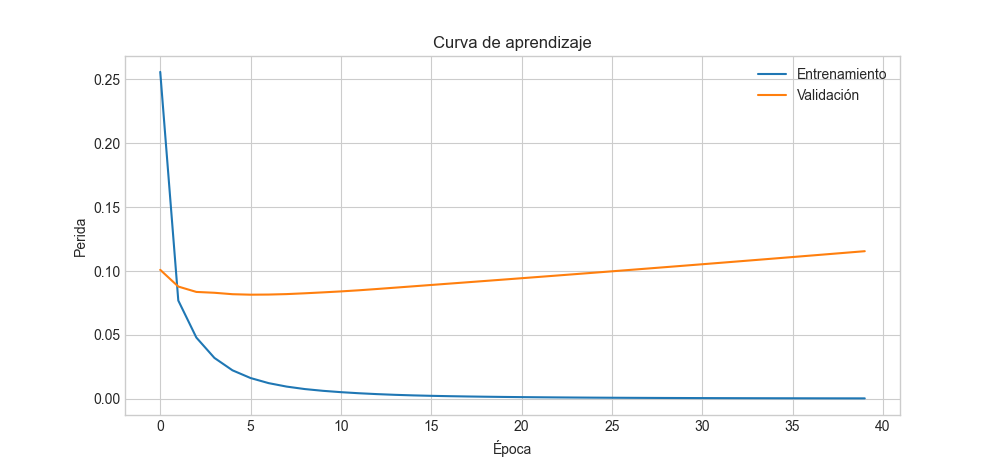 Curva de aprendizaje
Entrenamiento
Validación
0.25
0.20
0.15
0.10
0.05
0.00
Perida
0 5 10 15 20 25 30 35 40
Época